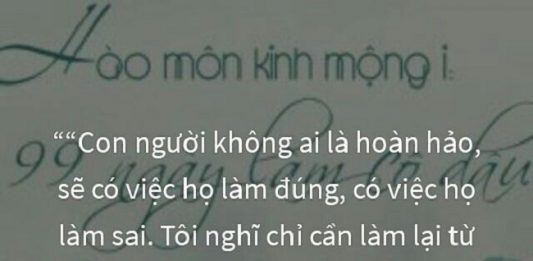 Hào môn kinh mộng i:
99 ngày làm cô dâu
““Con người không ai là hoàn hảo,
sẽ có việc họ làm đúng, có việc họ
làm sai. Tôi nghĩ chỉ cần làm lại từ